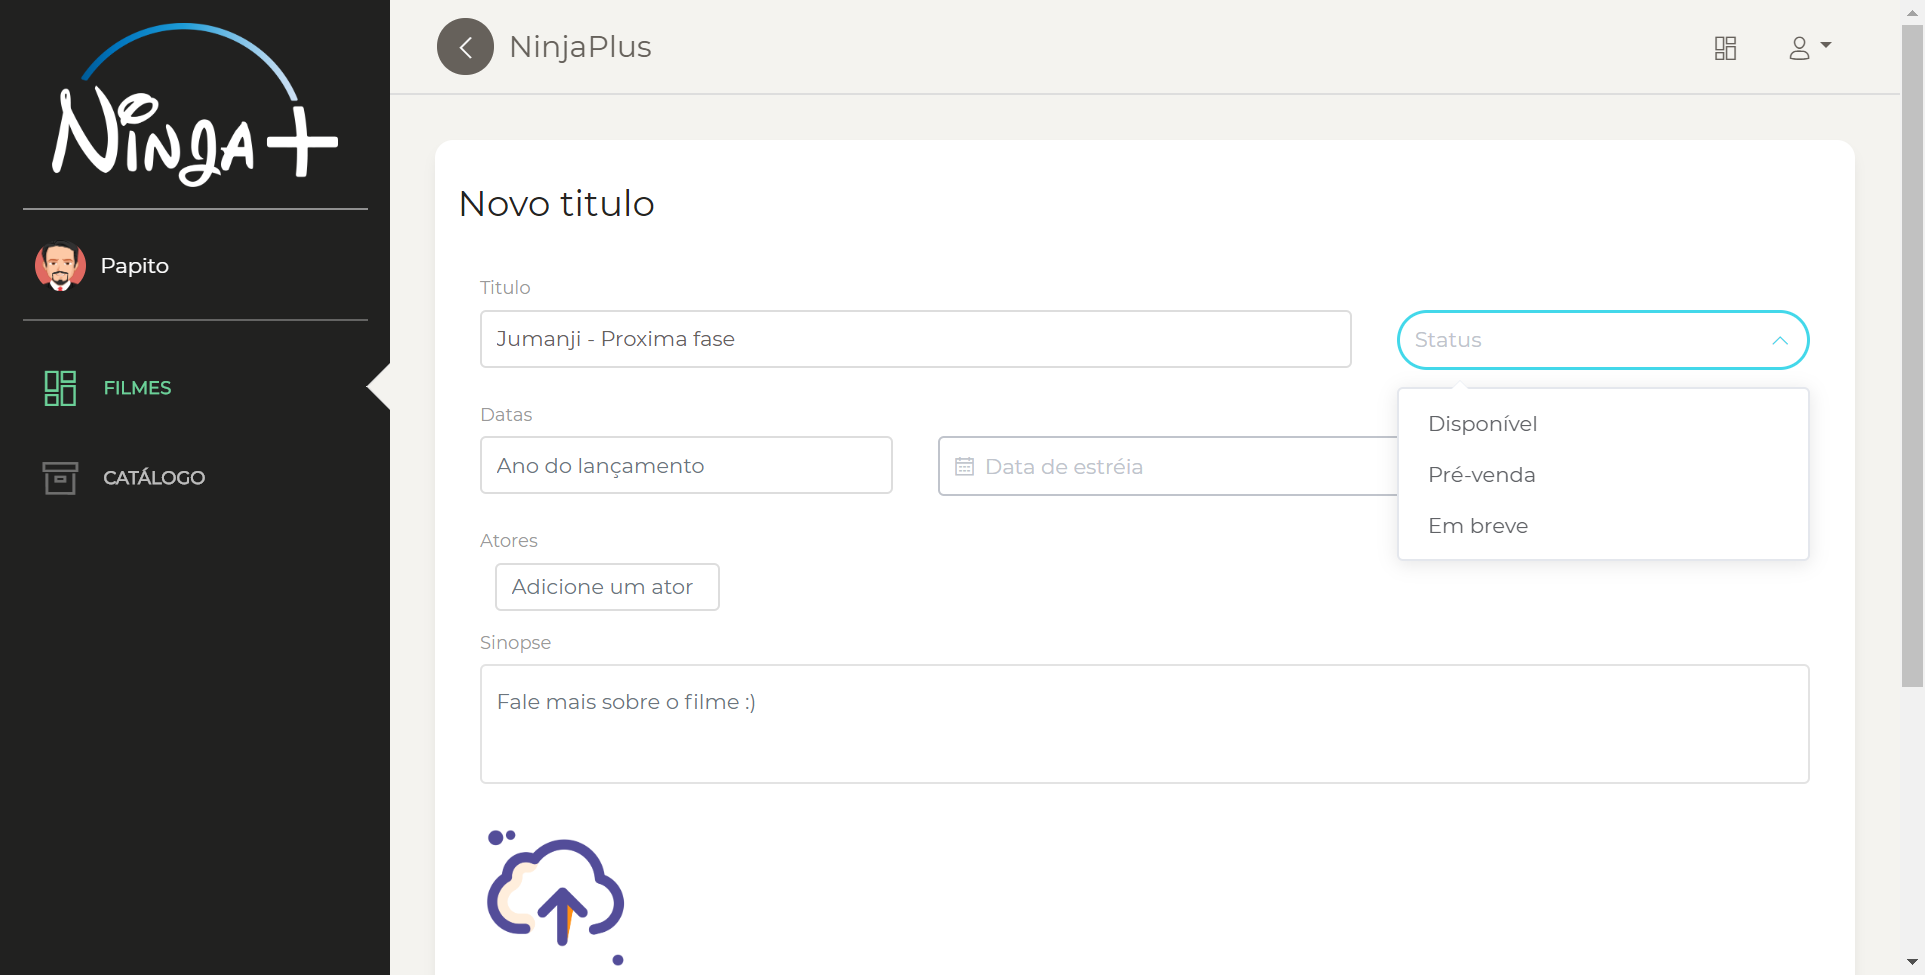 Ninja+
Papito
FILMES
CATÁLOGO
NinjaPlus
Novo titulo
Titulo
Jumanji - Proxima fase
Status
Disponível
Pré-venda
Em breve
Datas
Ano do lançamento
Data de estréia
Atores
Adicione um ator
Sinopse
Fale mais sobre o filme :)